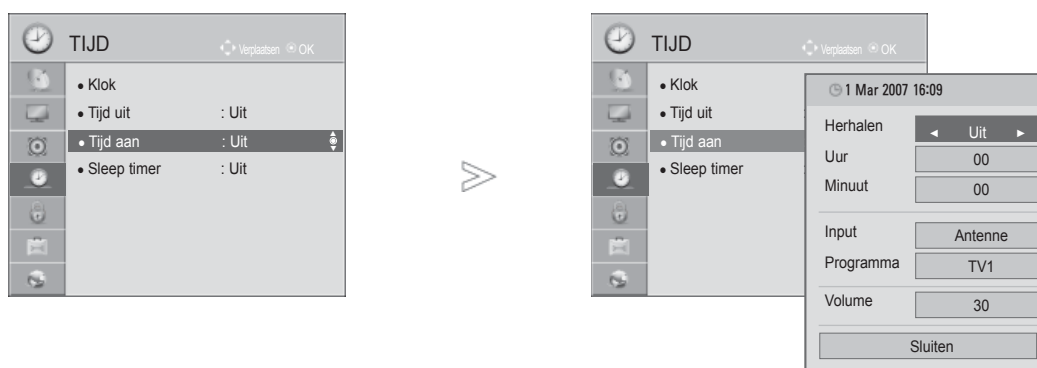 TIJD Verplaatsen OK
• Klok
• Tijd uit : Uit
• Tijd aan : Uit
• Sleep timer : Uit
TIJD Verplaatsen OK
• Klok
• Tijd uit :
• Tijd aan
• Sleep timer :
1 Mar 2007 16:09
Herhalen ◄ Uit ►
Uur 00
Minuut 00
Input Antenne
Programma TV1
Volume 30
Sluiten